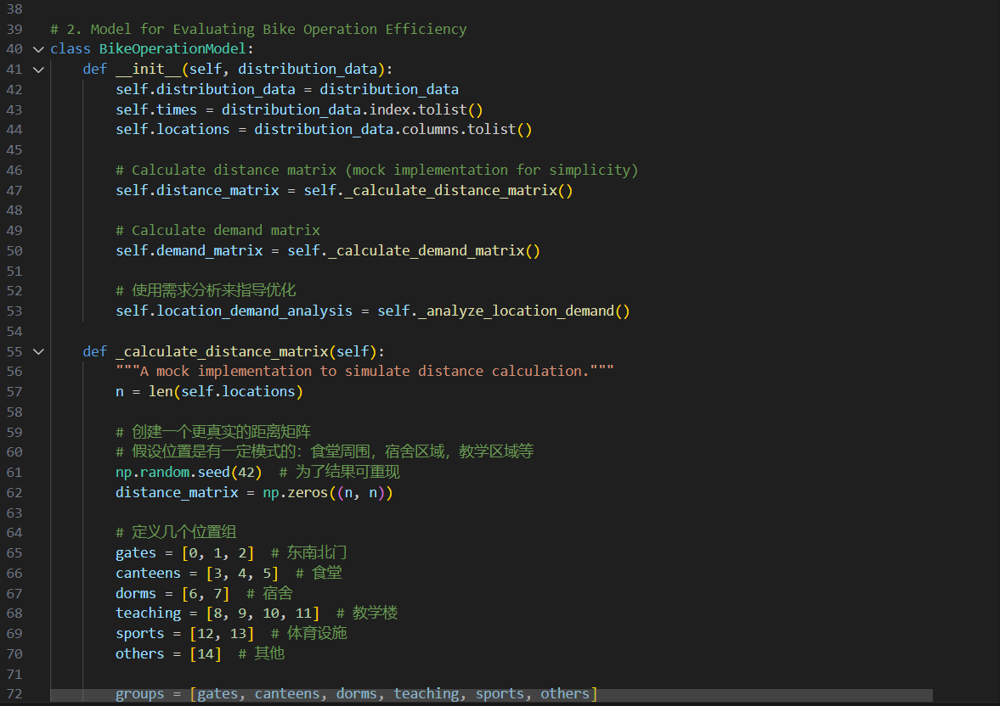 38
39 # 2. Model for Evaluating Bike Operation Efficiency
40 class BikeOperationModel:
41     def __init__(self, distribution_data):
42         self.distribution_data = distribution_data
43         self.times = distribution_data.index.tolist()
44         self.locations = distribution_data.columns.tolist()
45
46         # Calculate distance matrix (mock implementation for simplicity)
47         self.distance_matrix = self._calculate_distance_matrix()
48
49         # Calculate demand matrix
50         self.demand_matrix = self._calculate_demand_matrix()
51
52         # 使用需求分析来指导优化
53         self.location_demand_analysis = self._analyze_location_demand()
54
55     def _calculate_distance_matrix(self):
56         """A mock implementation to simulate distance calculation."""
57         n = len(self.locations)
58
59         # 创建一个更真实的距离矩阵
60         # 假设位置是有一定模式的：食堂周围，宿舍区域，教学区域等
61         np.random.seed(42)  # 为了结果可重现
62         distance_matrix = np.zeros((n, n))
63
64         # 定义几个位置组
65         gates = [0, 1, 2]  # 东南北门
66         canteens = [3, 4, 5]  # 食堂
67         dorms = [6, 7]  # 宿舍
68         teaching = [8, 9, 10, 11]  # 教学楼
69         sports = [12, 13]  # 体育设施
70         others = [14]  # 其他
71
72         groups = [gates, canteens, dorms, teaching, sports, others]